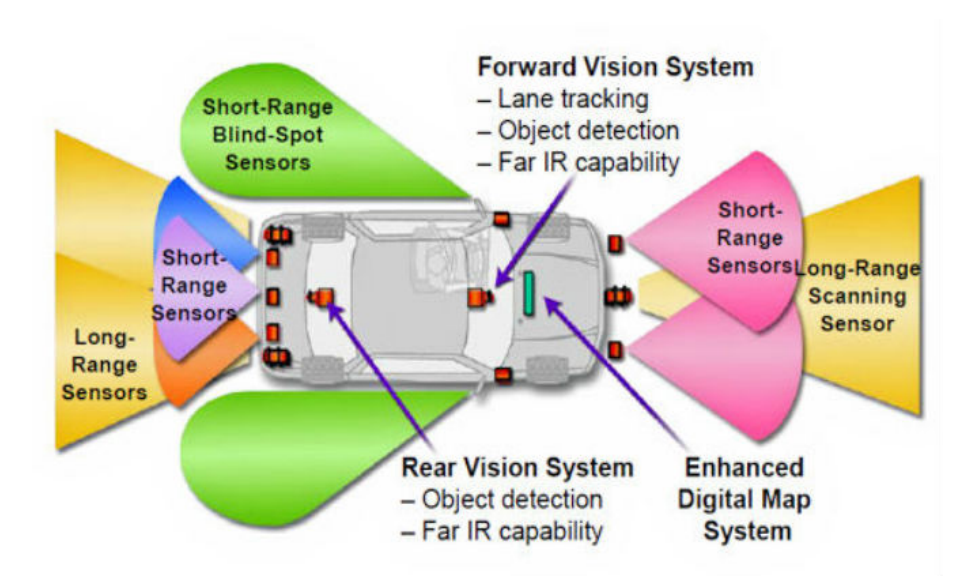 Forward Vision System
– Lane tracking
– Object detection
– Far IR capability
Short-Range
Blind-Spot
Sensors
Short-
Range
Sensors
Long-Range
Scanning
Sensor
Short-
Range
Sensors
Long-
Range
Sensors
Rear Vision System
– Object detection
– Far IR capability
Enhanced
Digital Map
System